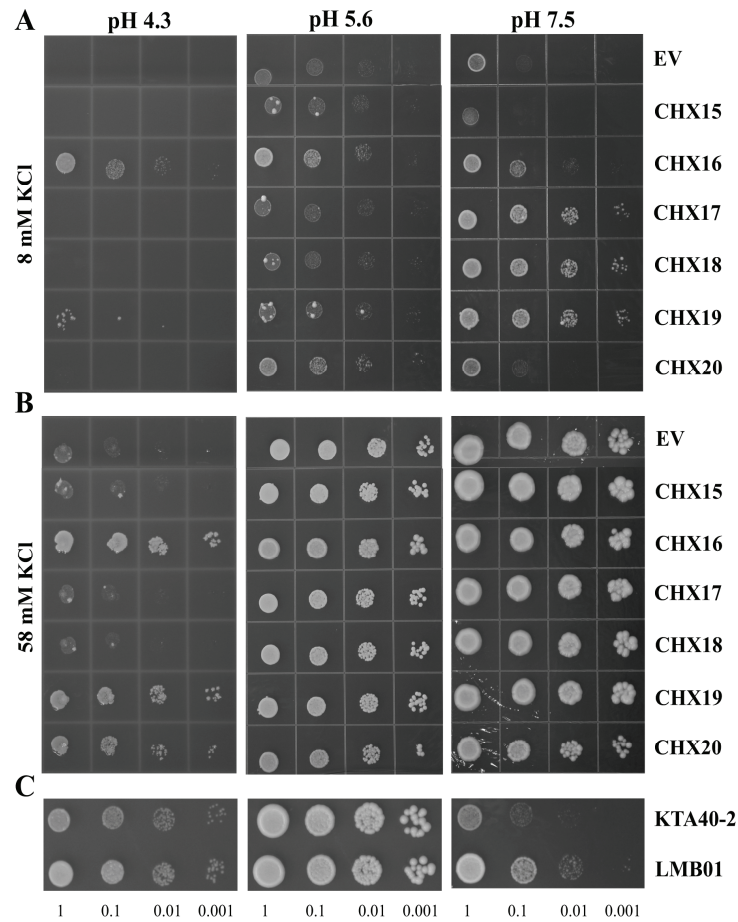 A
pH 4.3 pH 5.6 pH 7.5
8 mM KCl
EV
CHX15
CHX16
CHX17
CHX18
CHX19
CHX20
B
58 mM KCl
EV
CHX15
CHX16
CHX17
CHX18
CHX19
CHX20
C
KTA40-2
LMB01
1 0.1 0.01 0.001 1 0.1 0.01 0.001 1 0.1 0.01 0.001